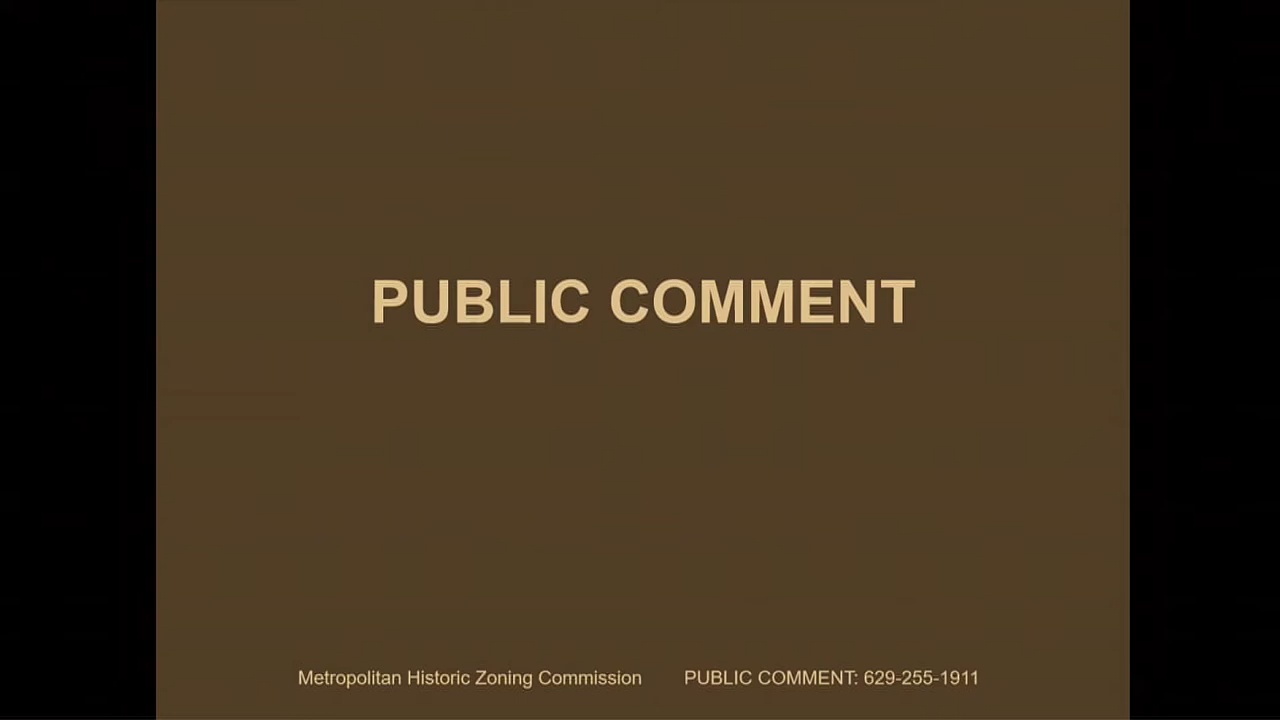 PUBLIC COMMENT
Metropolitan Historic Zoning Commission PUBLIC COMMENT: 629-255-1911